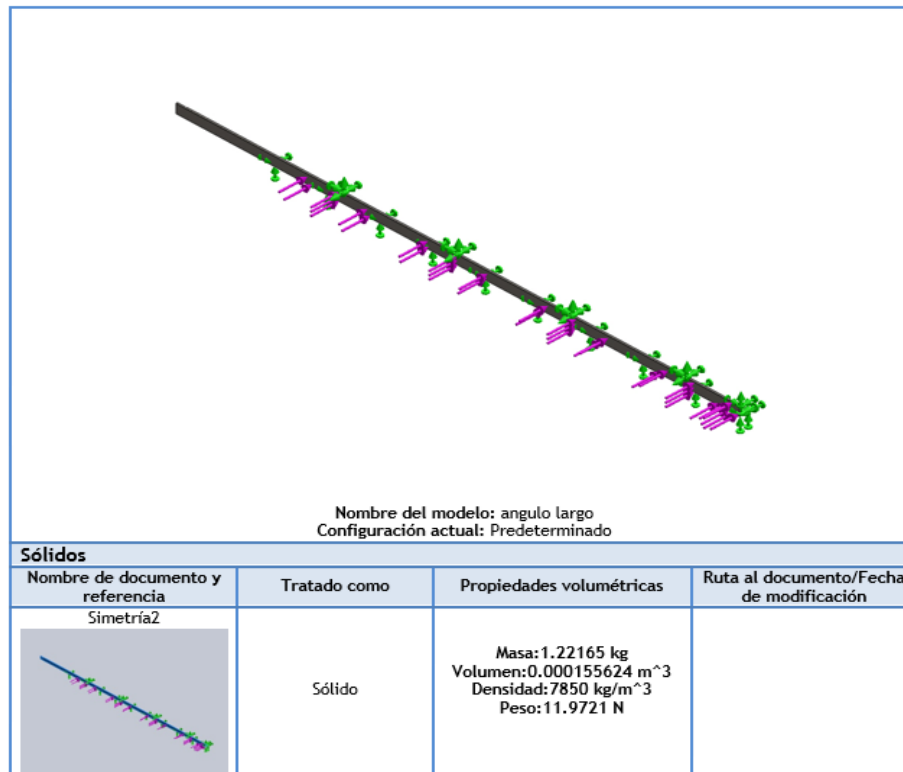 Nombre del modelo: angulo largo
Configuración actual: Predeterminado
Sólidos
Nombre de documento y referencia
Tratado como
Propiedades volumétricas
Ruta al documento/Fecha de modificación
Simetría2
Sólido
Masa:1.22165 kg
Volumen:0.000155624 m^3
Densidad:7850 kg/m^3
Peso:11.9721 N